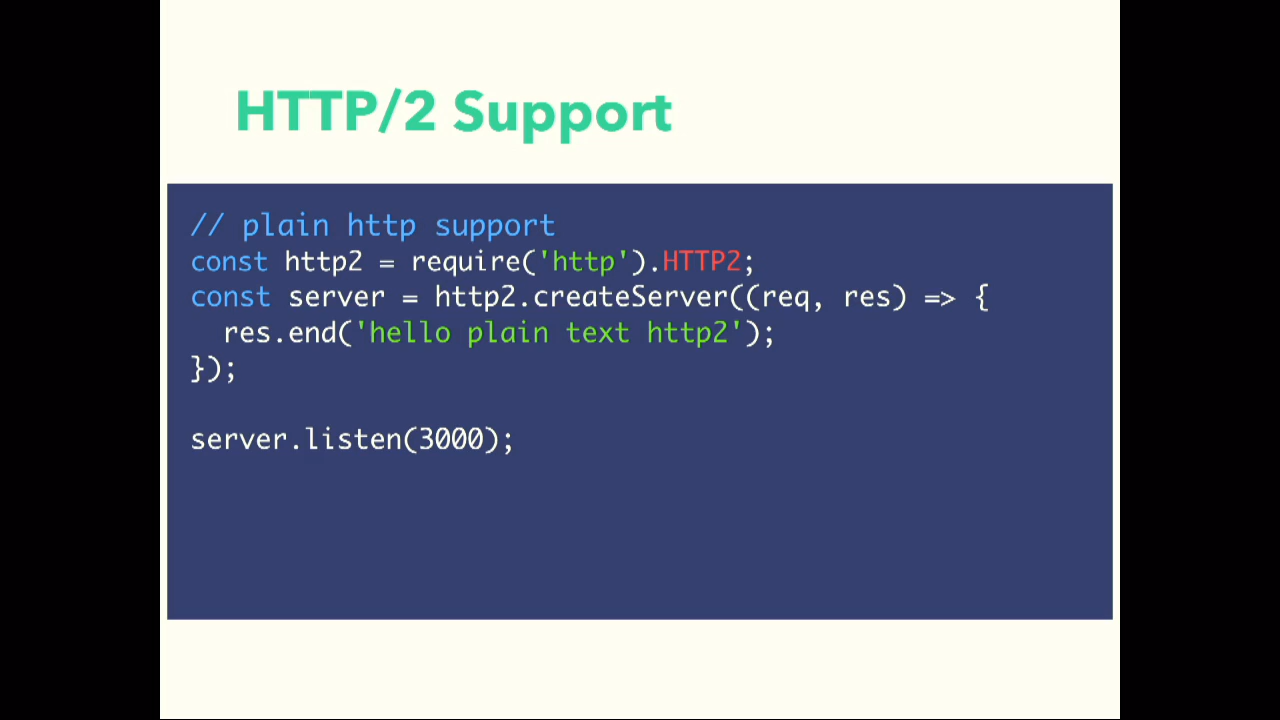 HTTP/2 Support
// plain http support
const http2 = require('http').HTTP2;
const server = http2.createServer((req, res) => {
  res.end('hello plain text http2');
});
server.listen(3000);